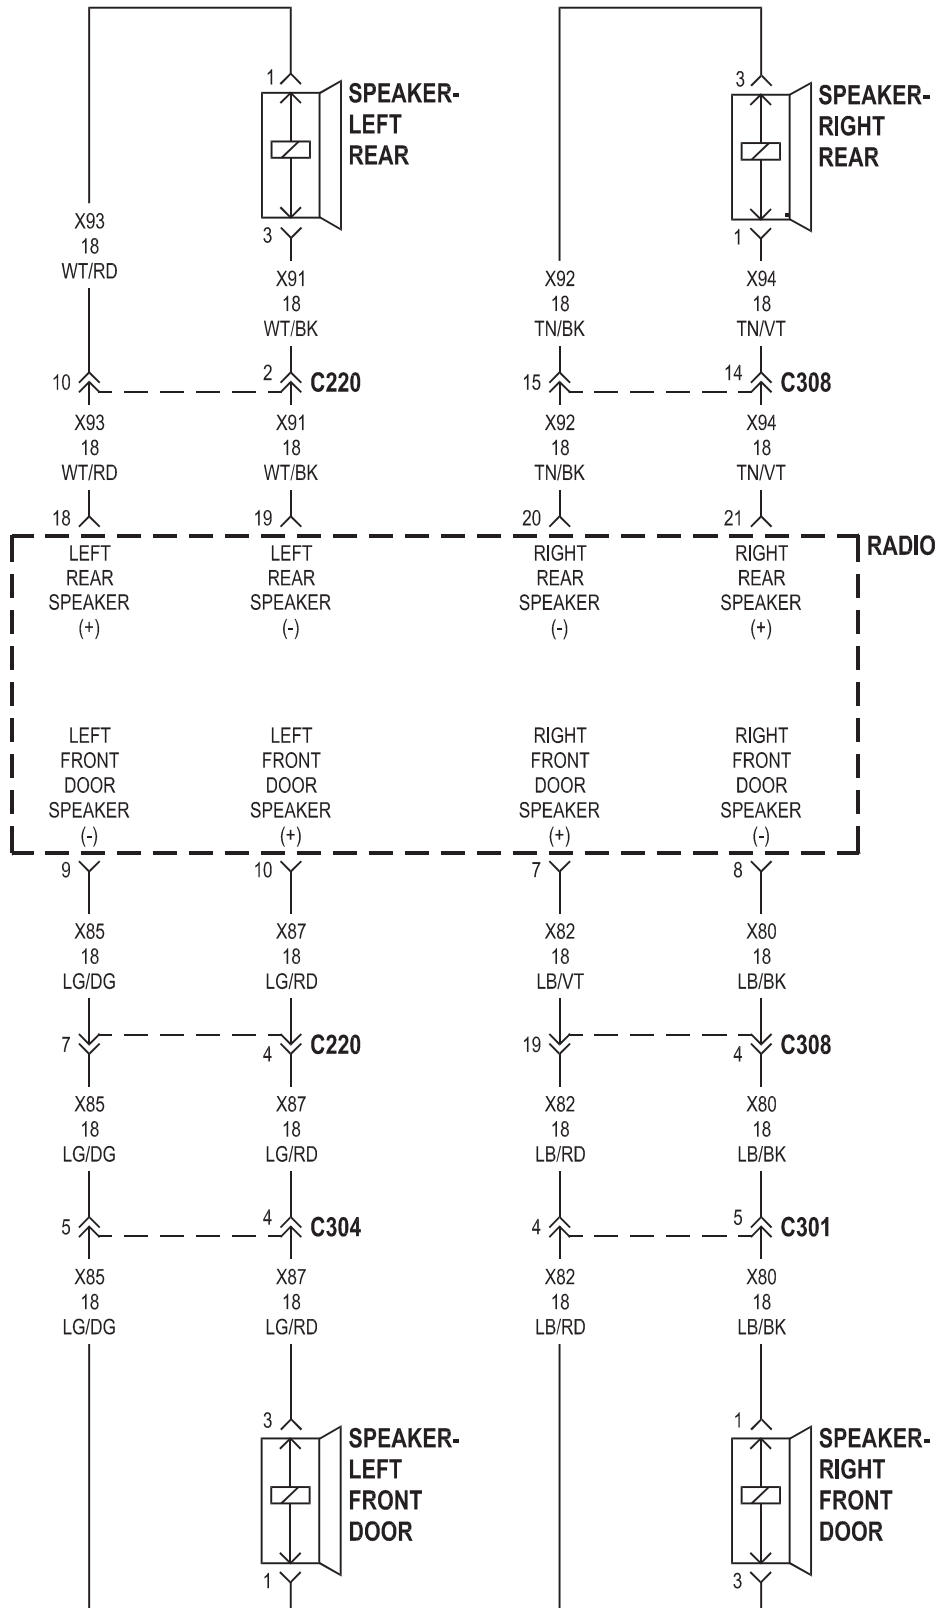 1
SPEAKER-
LEFT
REAR
3
3
SPEAKER-
RIGHT
REAR
1
X93
18
WT/RD
X91
18
WT/BK
X92
18
TN/BK
X94
18
TN/VT
10
2
C220
15
14
C308
X93
18
WT/RD
X91
18
WT/BK
X92
18
TN/BK
X94
18
TN/VT
18
19
20
21
RADIO
LEFT
REAR
SPEAKER
(+)
LEFT
REAR
SPEAKER
(-)
RIGHT
REAR
SPEAKER
(-)
RIGHT
REAR
SPEAKER
(+)
LEFT
FRONT
DOOR
SPEAKER
(-)
LEFT
FRONT
DOOR
SPEAKER
(+)
RIGHT
FRONT
DOOR
SPEAKER
(+)
RIGHT
FRONT
DOOR
SPEAKER
(-)
9
10
7
8
X85
18
LG/DG
X87
18
LG/RD
X82
18
LB/VT
X80
18
LB/BK
7
4
C220
19
4
C308
X85
18
LG/DG
X87
18
LG/RD
X82
18
LB/RD
X80
18
LB/BK
5
4
C304
4
5
C301
X85
18
LG/DG
X87
18
LG/RD
X82
18
LB/RD
X80
18
LB/BK
3
SPEAKER-
LEFT
FRONT
DOOR
1
1
SPEAKER-
RIGHT
FRONT
DOOR
3